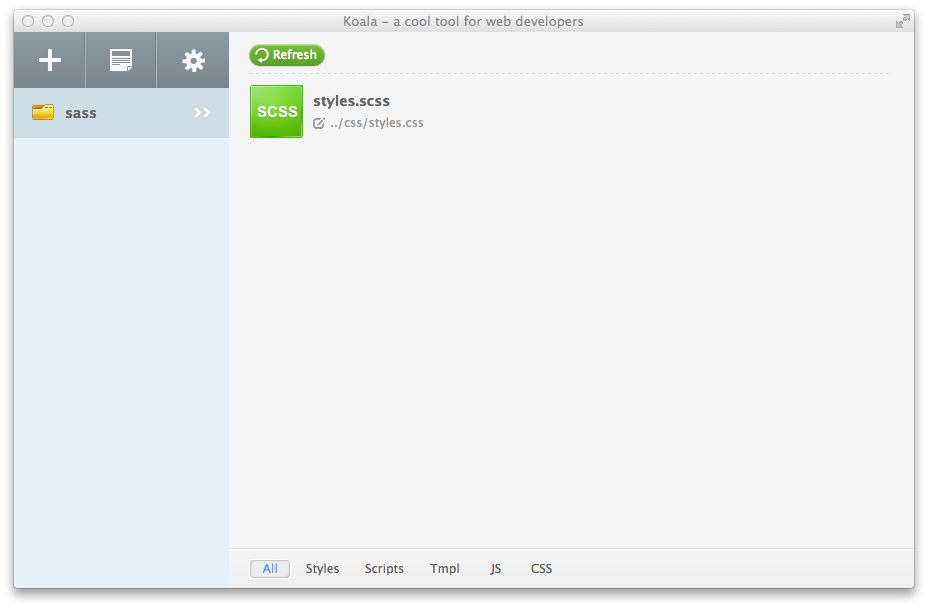 Koala – a cool tool for web developers
Refresh
sass
SCSS
styles.scss
../css/styles.css
All Styles Scripts Tmpl JS CSS